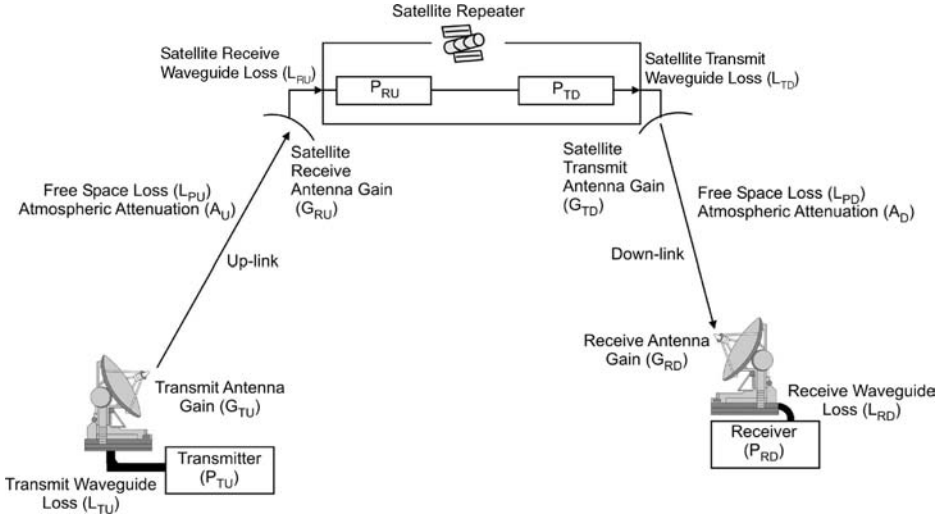 Satellite Repeater
Satellite Receive
Waveguide Loss (L_RU)
Satellite Transmit
Waveguide Loss (L_TD)
P_RU
P_TD
Satellite
Receive
Antenna Gain
(G_RU)
Satellite
Transmit
Antenna Gain
(G_TD)
Free Space Loss (L_PU)
Atmospheric Attenuation (A_U)
Free Space Loss (L_PD)
Atmospheric Attenuation (A_D)
Up-link
Down-link
Transmit Antenna
Gain (G_TU)
Receive Antenna
Gain (G_RD)
Receive Waveguide
Loss (L_RD)
Transmitter
(P_TU)
Receiver
(P_RD)
Transmit Waveguide
Loss (L_TU)